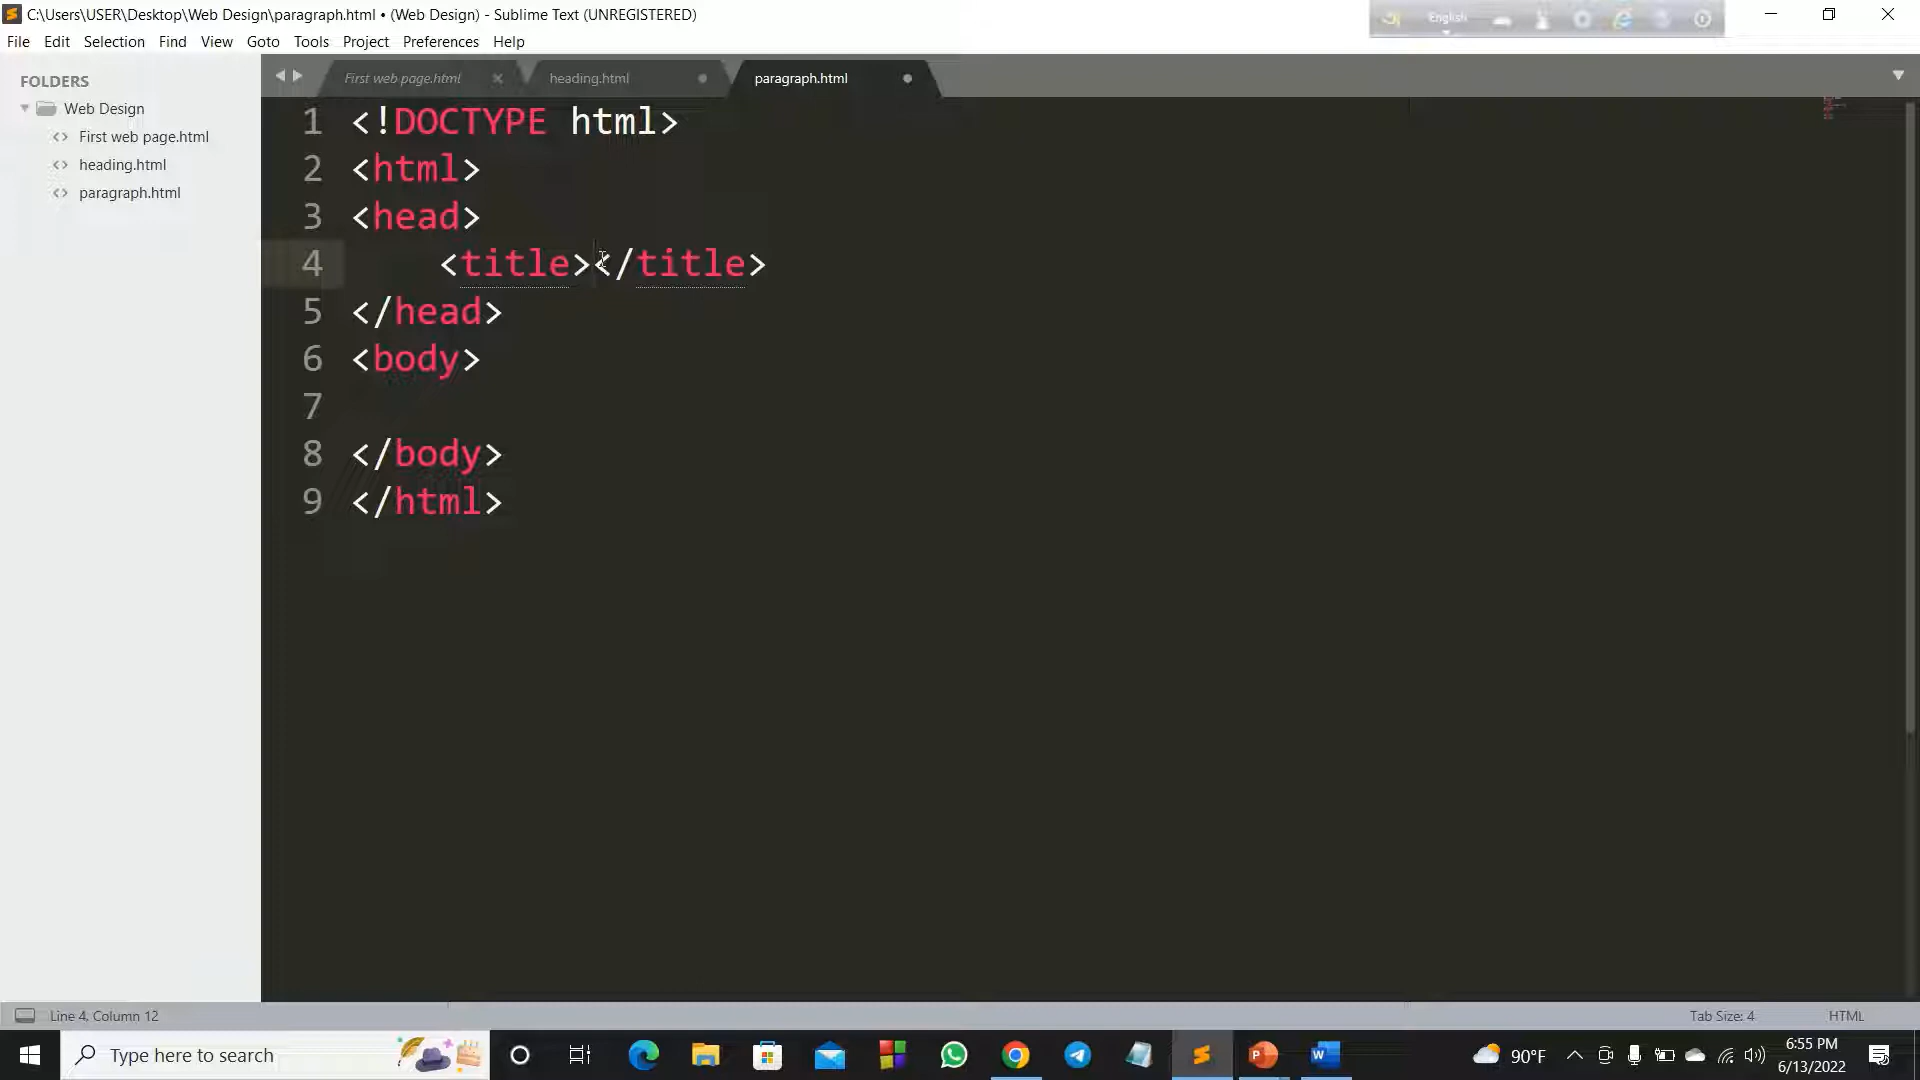 C:\Users\USER\Desktop\Web Design\paragraph.html • (Web Design) - Sublime Text (UNREGISTERED)
English
File Edit Selection Find View Goto Tools Project Preferences Help
FOLDERS
Web Design
First web page.html
heading.html
paragraph.html
First web page.html
heading.html
paragraph.html
1 <!DOCTYPE html>
2 <html>
3 <head>
4 <title></title>
5 </head>
6 <body>
7
8 </body>
9 </html>
Line 4, Column 12
Tab Size: 4
HTML
Type here to search
90°F
6:55 PM
6/13/2022